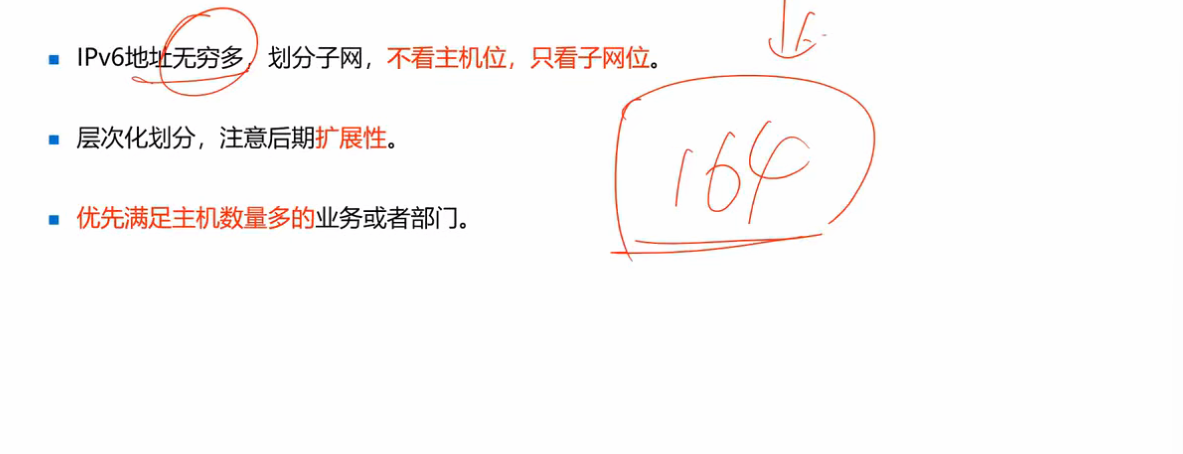 IPv6地址无穷多，划分子网，不看主机位，只看子网位。
层次化划分，注意后期扩展性。
164
优先满足主机数量多的业务或者部门。